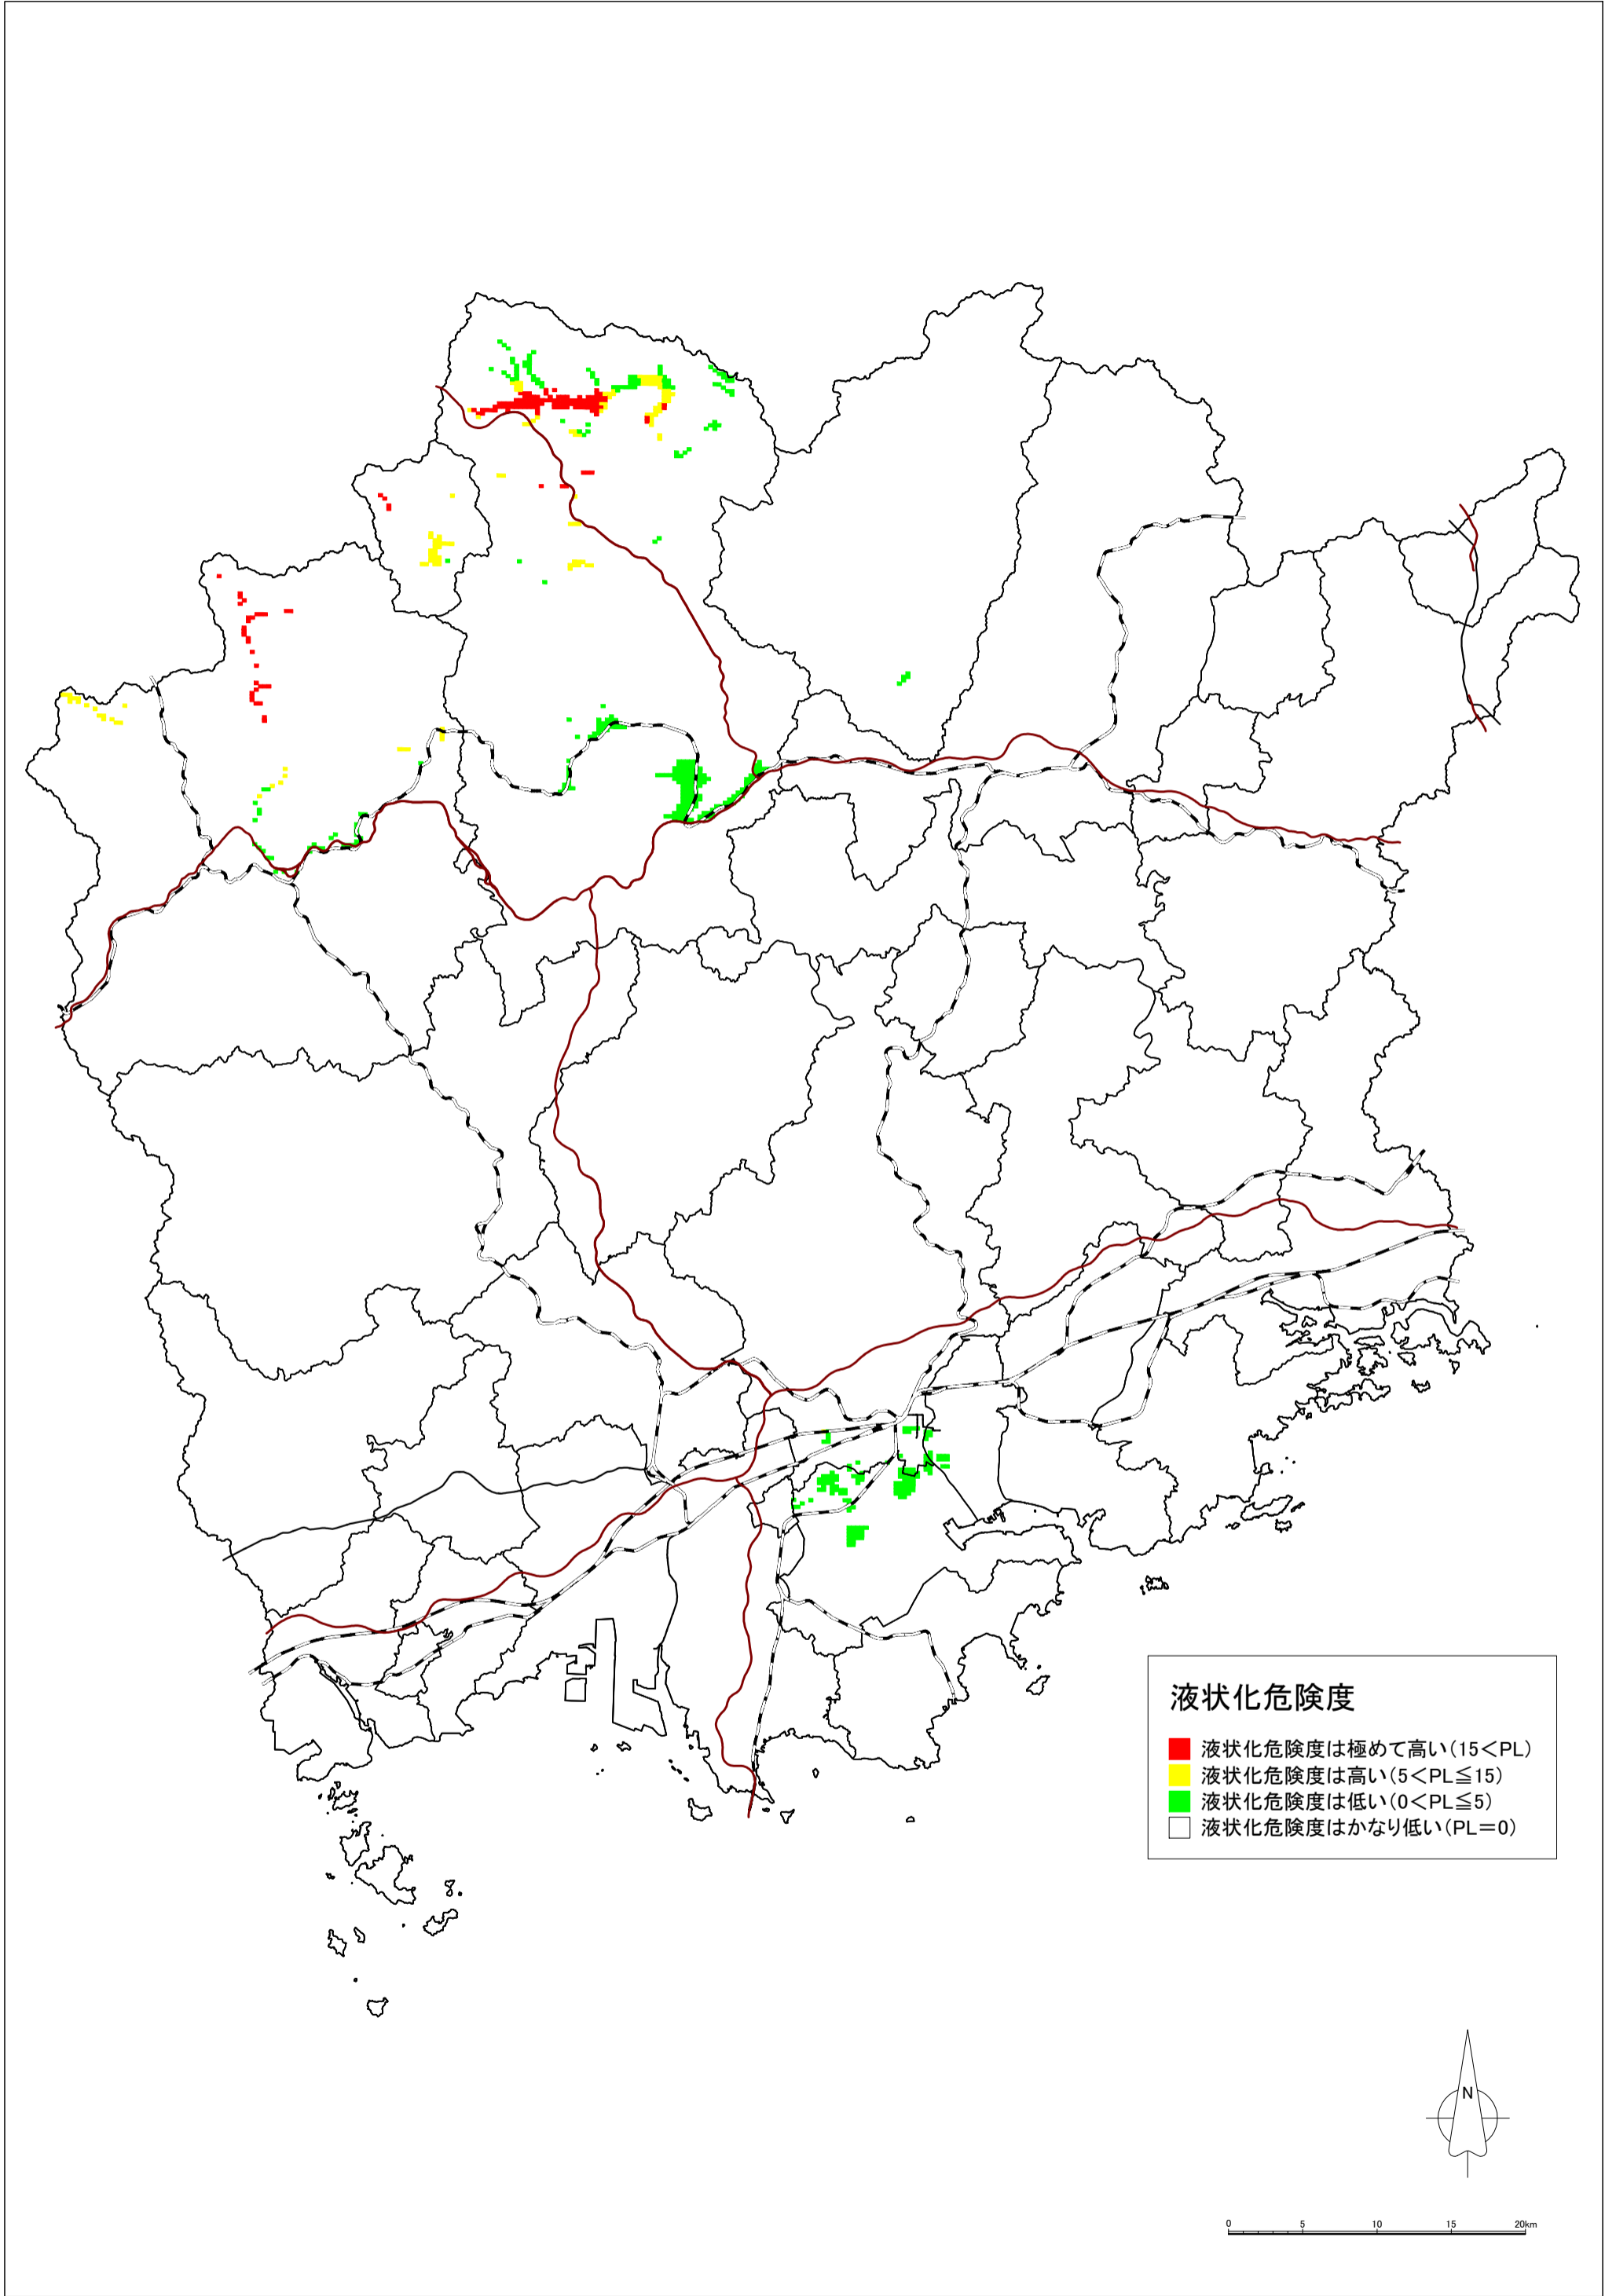 液状化危険度
液状化危険度は極めて高い(15＜PL)
液状化危険度は高い(5＜PL≦15)
液状化危険度は低い(0＜PL≦5)
液状化危険度はかなり低い(PL＝0)
N
0 5 10 15 20km